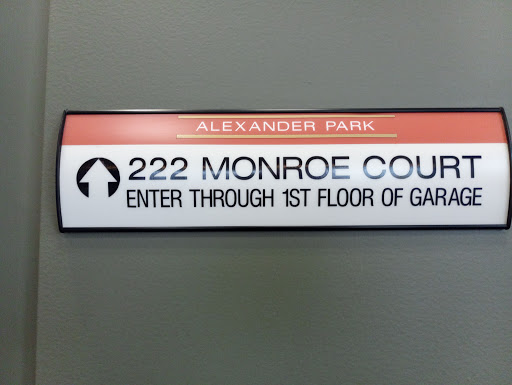 ALEXANDER PARK
222 MONROE COURT
ENTER THROUGH 1ST FLOOR OF GARAGE